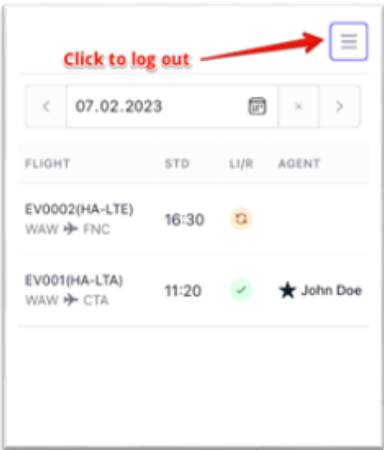 Click to log out
07.02.2023
FLIGHT STD LI/R AGENT
EV0002(HA-LTE) 16:30
WAW FNC
EV001(HA-LTA) 11:20 John Doe
WAW CTA